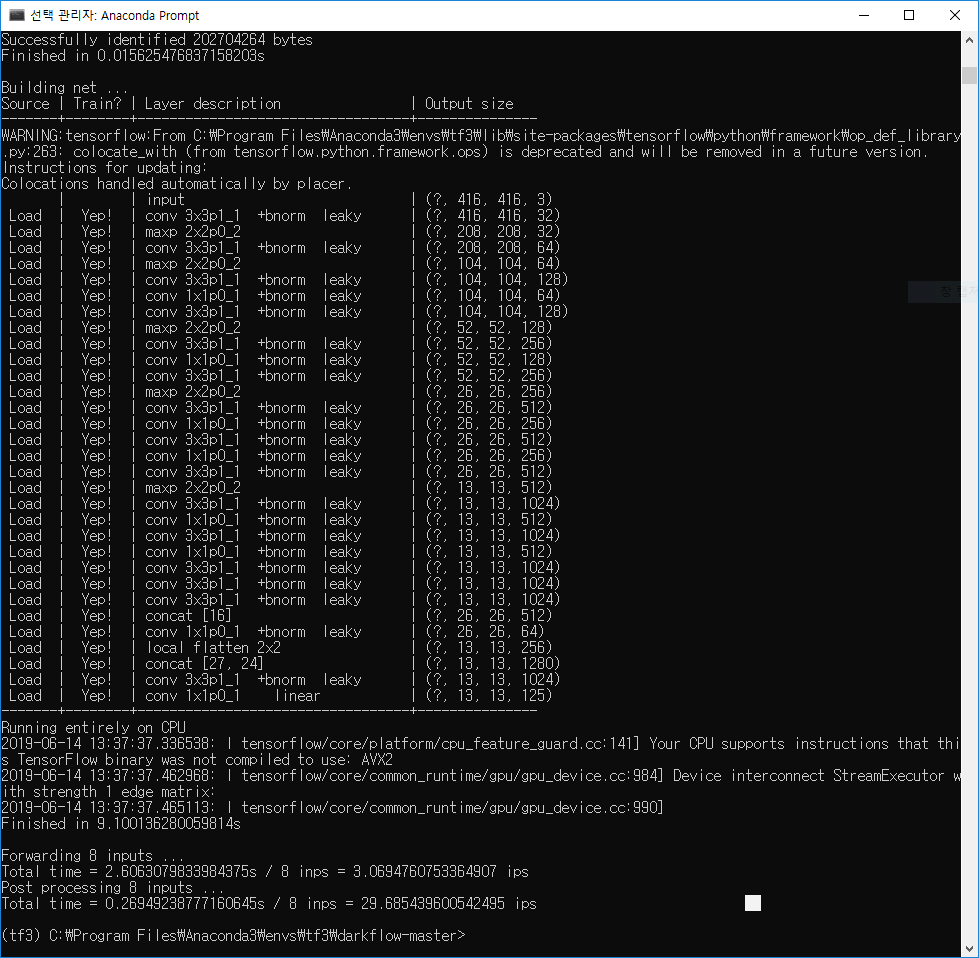 선택 관리자: Anaconda Prompt
Successfully identified 202704264 bytes
Finished in 0.015625476837158203s
Building net ...
Source | Train? | Layer description                | Output size
-------+--------+----------------------------------+---------------
WARNING:tensorflow:From C:₩Program Files₩Anaconda3₩envs₩tf3₩lib₩site-packages₩tensorflow₩python₩framework₩op_def_library
.py:263: colocate_with (from tensorflow.python.framework.ops) is deprecated and will be removed in a future version.
Instructions for updating:
Colocations handled automatically by placer.
       |        | input                            | (?, 416, 416, 3)
 Load  |  Yep!  | conv 3x3p1_1  +bnorm  leaky      | (?, 416, 416, 32)
 Load  |  Yep!  | maxp 2x2p0_2                     | (?, 208, 208, 32)
 Load  |  Yep!  | conv 3x3p1_1  +bnorm  leaky      | (?, 208, 208, 64)
 Load  |  Yep!  | maxp 2x2p0_2                     | (?, 104, 104, 64)
 Load  |  Yep!  | conv 3x3p1_1  +bnorm  leaky      | (?, 104, 104, 128)
 Load  |  Yep!  | conv 1x1p0_1  +bnorm  leaky      | (?, 104, 104, 64)
 Load  |  Yep!  | conv 3x3p1_1  +bnorm  leaky      | (?, 104, 104, 128)
 Load  |  Yep!  | maxp 2x2p0_2                     | (?, 52, 52, 128)
 Load  |  Yep!  | conv 3x3p1_1  +bnorm  leaky      | (?, 52, 52, 256)
 Load  |  Yep!  | conv 1x1p0_1  +bnorm  leaky      | (?, 52, 52, 128)
 Load  |  Yep!  | conv 3x3p1_1  +bnorm  leaky      | (?, 52, 52, 256)
 Load  |  Yep!  | maxp 2x2p0_2                     | (?, 26, 26, 256)
 Load  |  Yep!  | conv 3x3p1_1  +bnorm  leaky      | (?, 26, 26, 512)
 Load  |  Yep!  | conv 1x1p0_1  +bnorm  leaky      | (?, 26, 26, 256)
 Load  |  Yep!  | conv 3x3p1_1  +bnorm  leaky      | (?, 26, 26, 512)
 Load  |  Yep!  | conv 1x1p0_1  +bnorm  leaky      | (?, 26, 26, 256)
 Load  |  Yep!  | conv 3x3p1_1  +bnorm  leaky      | (?, 26, 26, 512)
 Load  |  Yep!  | maxp 2x2p0_2                     | (?, 13, 13, 512)
 Load  |  Yep!  | conv 3x3p1_1  +bnorm  leaky      | (?, 13, 13, 1024)
 Load  |  Yep!  | conv 1x1p0_1  +bnorm  leaky      | (?, 13, 13, 512)
 Load  |  Yep!  | conv 3x3p1_1  +bnorm  leaky      | (?, 13, 13, 1024)
 Load  |  Yep!  | conv 1x1p0_1  +bnorm  leaky      | (?, 13, 13, 512)
 Load  |  Yep!  | conv 3x3p1_1  +bnorm  leaky      | (?, 13, 13, 1024)
 Load  |  Yep!  | conv 3x3p1_1  +bnorm  leaky      | (?, 13, 13, 1024)
 Load  |  Yep!  | conv 3x3p1_1  +bnorm  leaky      | (?, 13, 13, 1024)
 Load  |  Yep!  | concat [16]                      | (?, 26, 26, 512)
 Load  |  Yep!  | conv 1x1p0_1  +bnorm  leaky      | (?, 26, 26, 64)
 Load  |  Yep!  | local flatten 2x2                | (?, 13, 13, 256)
 Load  |  Yep!  | concat [27, 24]                  | (?, 13, 13, 1280)
 Load  |  Yep!  | conv 3x3p1_1  +bnorm  leaky      | (?, 13, 13, 1024)
 Load  |  Yep!  | conv 1x1p0_1    linear           | (?, 13, 13, 125)
-------+--------+----------------------------------+---------------
Running entirely on CPU
2019-06-14 13:37:37.336538: I tensorflow/core/platform/cpu_feature_guard.cc:141] Your CPU supports instructions that thi
s TensorFlow binary was not compiled to use: AVX2
2019-06-14 13:37:37.462968: I tensorflow/core/common_runtime/gpu/gpu_device.cc:984] Device interconnect StreamExecutor w
ith strength 1 edge matrix:
2019-06-14 13:37:37.465113: I tensorflow/core/common_runtime/gpu/gpu_device.cc:990]
Finished in 9.100136280059814s
Forwarding 8 inputs ...
Total time = 2.6063079833984375s / 8 inps = 3.0694760753364907 ips
Post processing 8 inputs ...
Total time = 0.26949238777160645s / 8 inps = 29.685439600542495 ips
(tf3) C:₩Program Files₩Anaconda3₩envs₩tf3₩darkflow-master>